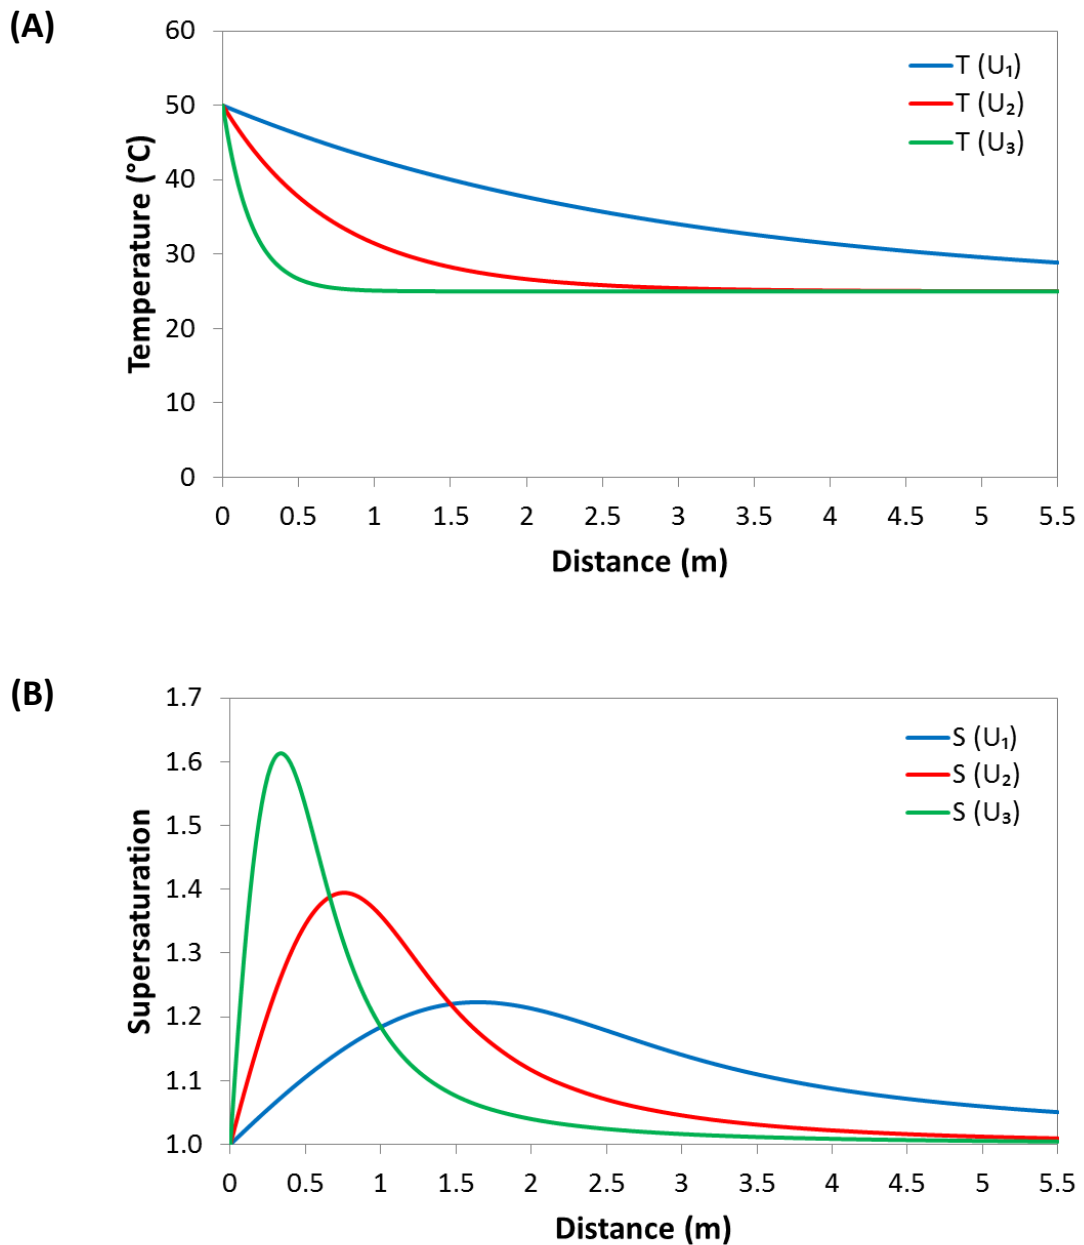 (A)
60
50
40
30
20
10
0
Temperature (°C)
T (U₁)
T (U₂)
T (U₃)
0 0.5 1 1.5 2 2.5 3 3.5 4 4.5 5 5.5
Distance (m)
(B)
1.7
1.6
1.5
1.4
1.3
1.2
1.1
1.0
Supersaturation
S (U₁)
S (U₂)
S (U₃)
0 0.5 1 1.5 2 2.5 3 3.5 4 4.5 5 5.5
Distance (m)